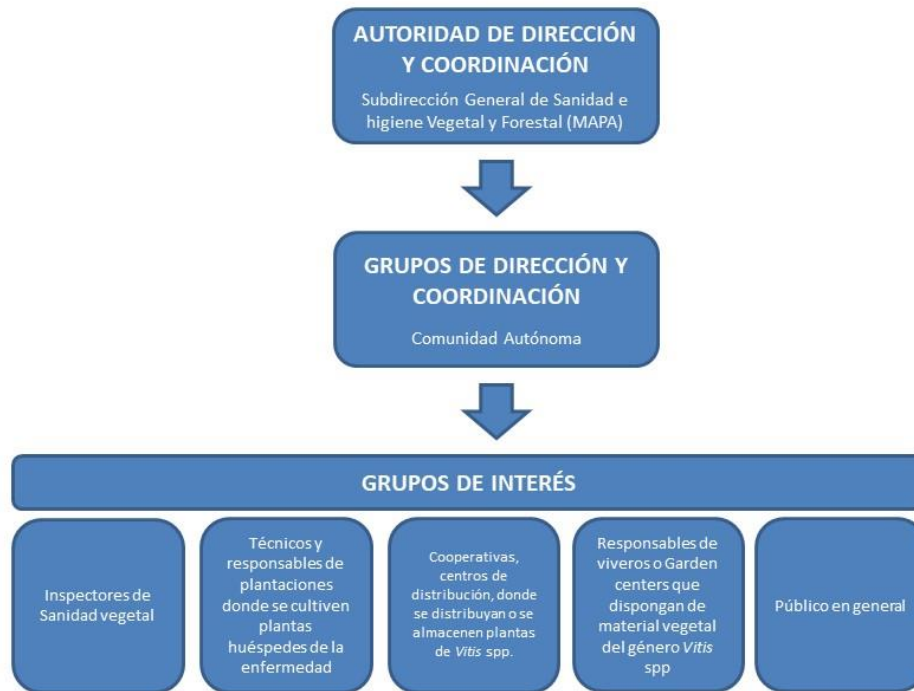 AUTORIDAD DE DIRECCIÓN
Y COORDINACIÓN
Subdirección General de Sanidad e
higiene Vegetal y Forestal (MAPA)
GRUPOS DE DIRECCIÓN Y
COORDINACIÓN
Comunidad Autónoma
GRUPOS DE INTERÉS
Inspectores de
Sanidad vegetal
Técnicos y
responsables de
plantaciones
donde se cultiven
plantas
huéspedes de la
enfermedad
Cooperativas,
centros de
distribución, donde
se distribuyan o se
almacenen plantas
de Vitis spp.
Responsables de
viveros o Garden
centers que
dispongan de
material vegetal
del género Vitis
spp
Público en general